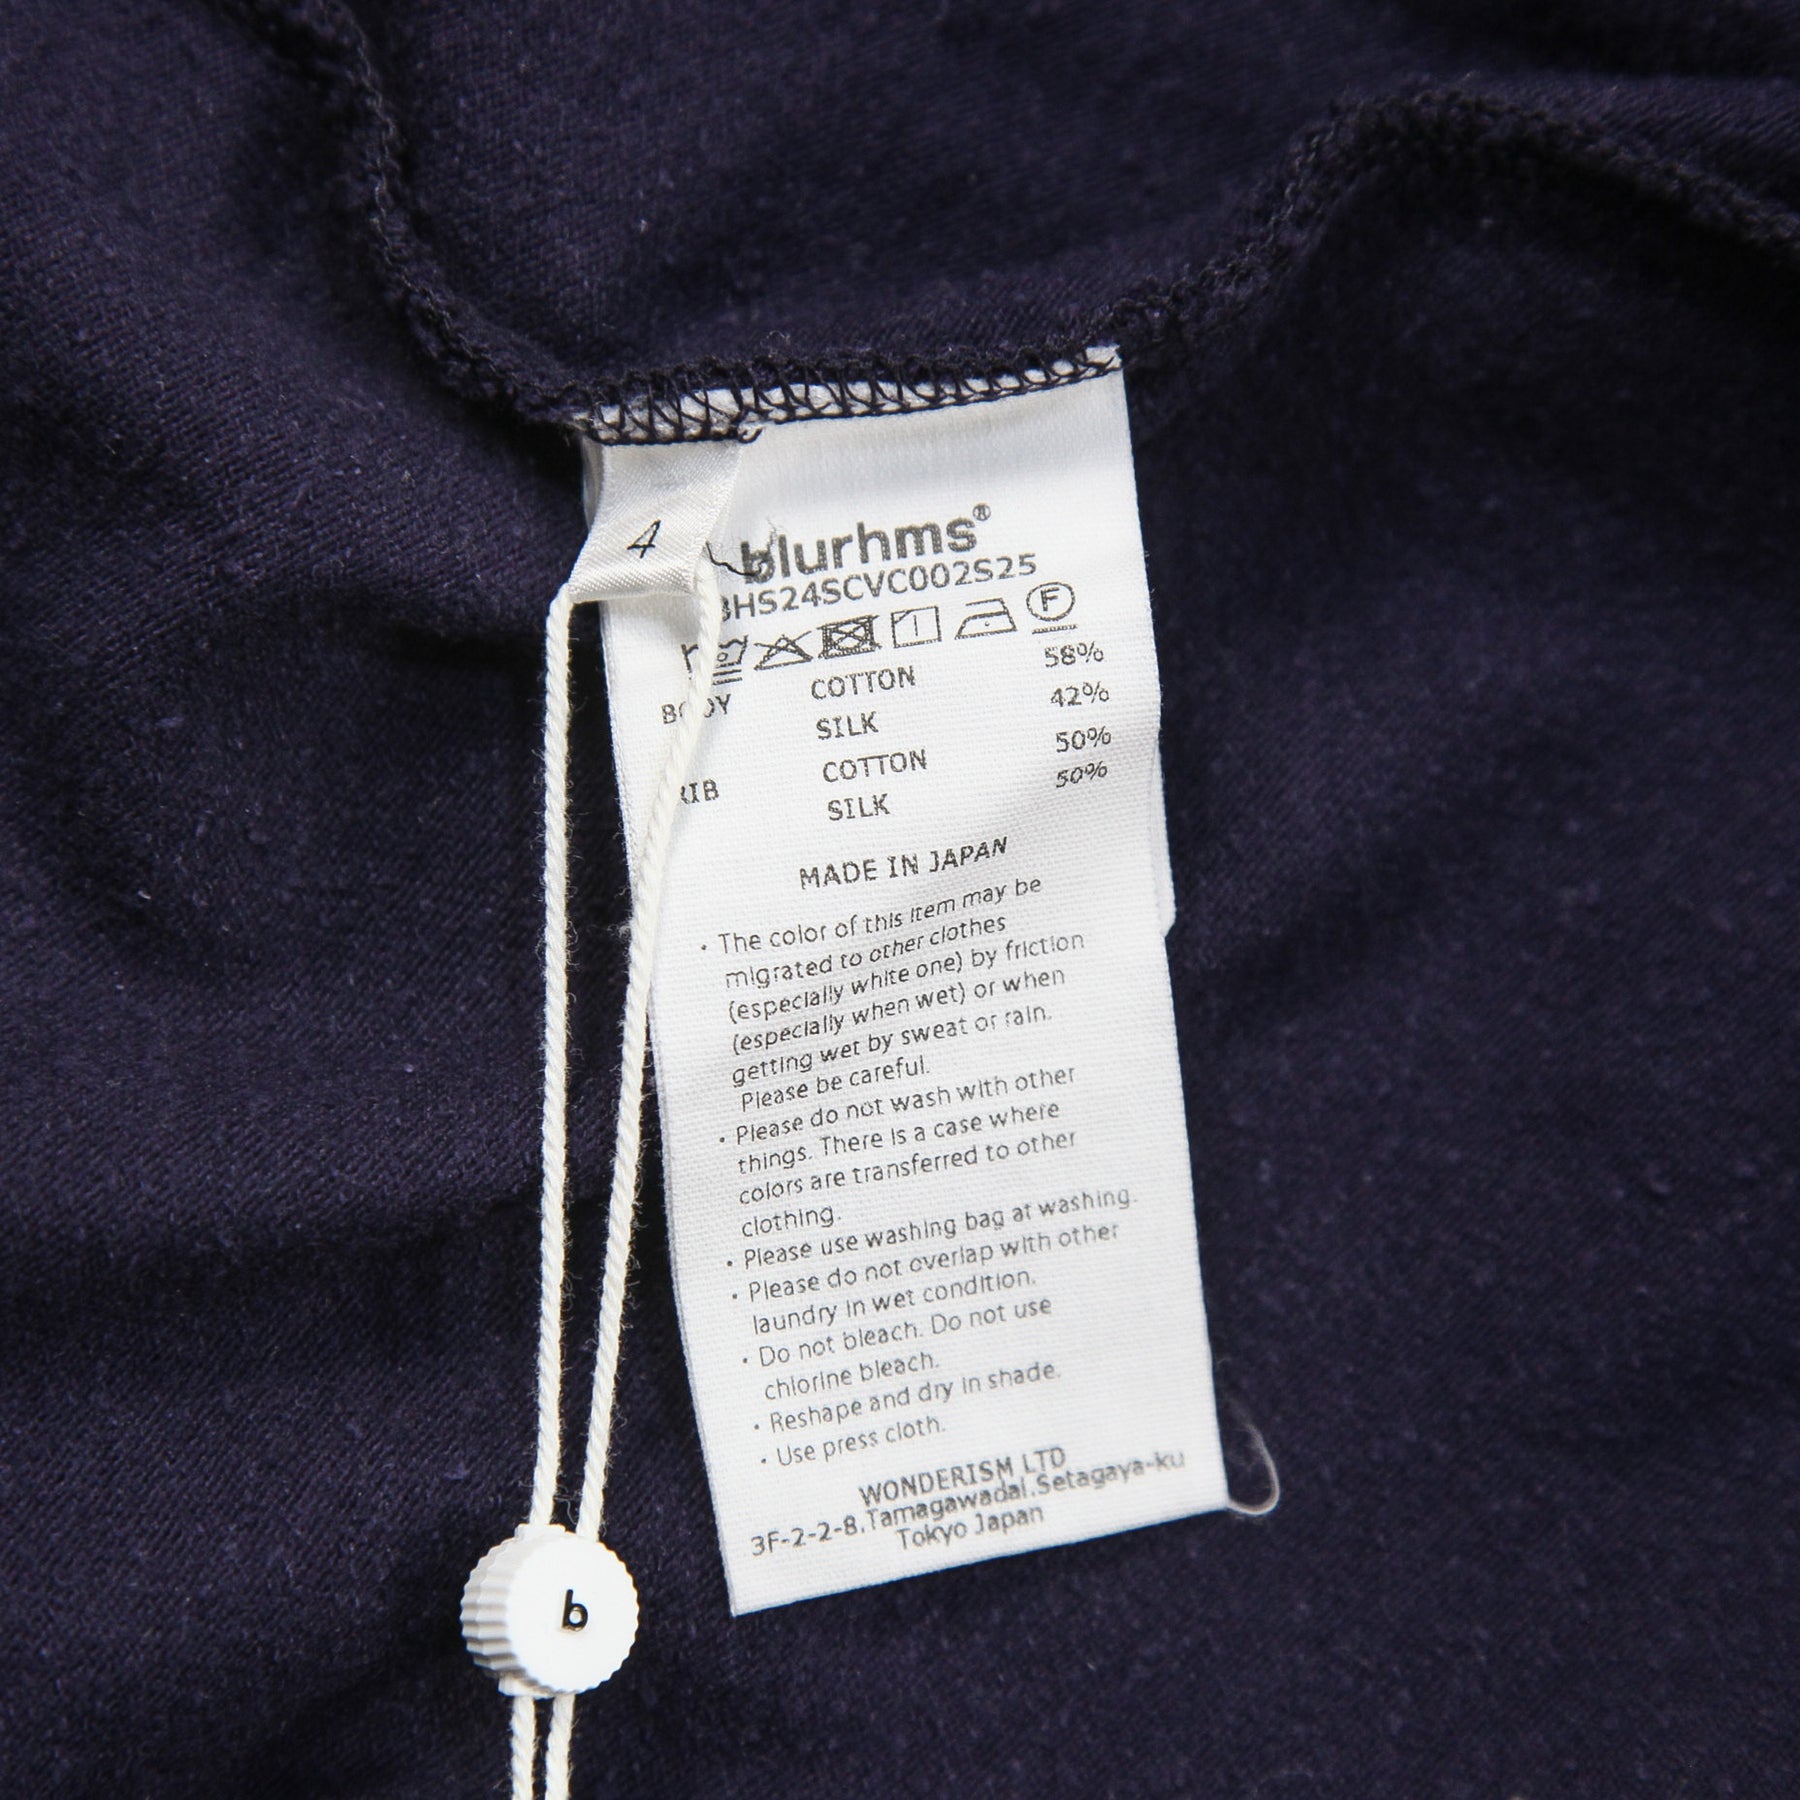 4
blurhms®
BHS24SCVC002S25
F
BODY COTTON 58%
SILK 42%
RIB COTTON 50%
SILK 50%
MADE IN JAPAN
・The color of this item may be
migrated to other clothes
(especially white one) by friction
(especially when wet) or when
getting wet by sweat or rain.
Please be careful.
・Please do not wash with other
things. There is a case where
colors are transferred to other
clothing.
・Please use washing bag at washing.
・Please do not overlap with other
laundry in wet condition.
・Do not bleach. Do not use
chlorine bleach.
・Reshape and dry in shade.
・Use press cloth.
WONDERISM LTD
3F-2-2-8,Tamagawadai,Setagaya-ku
Tokyo Japan
b